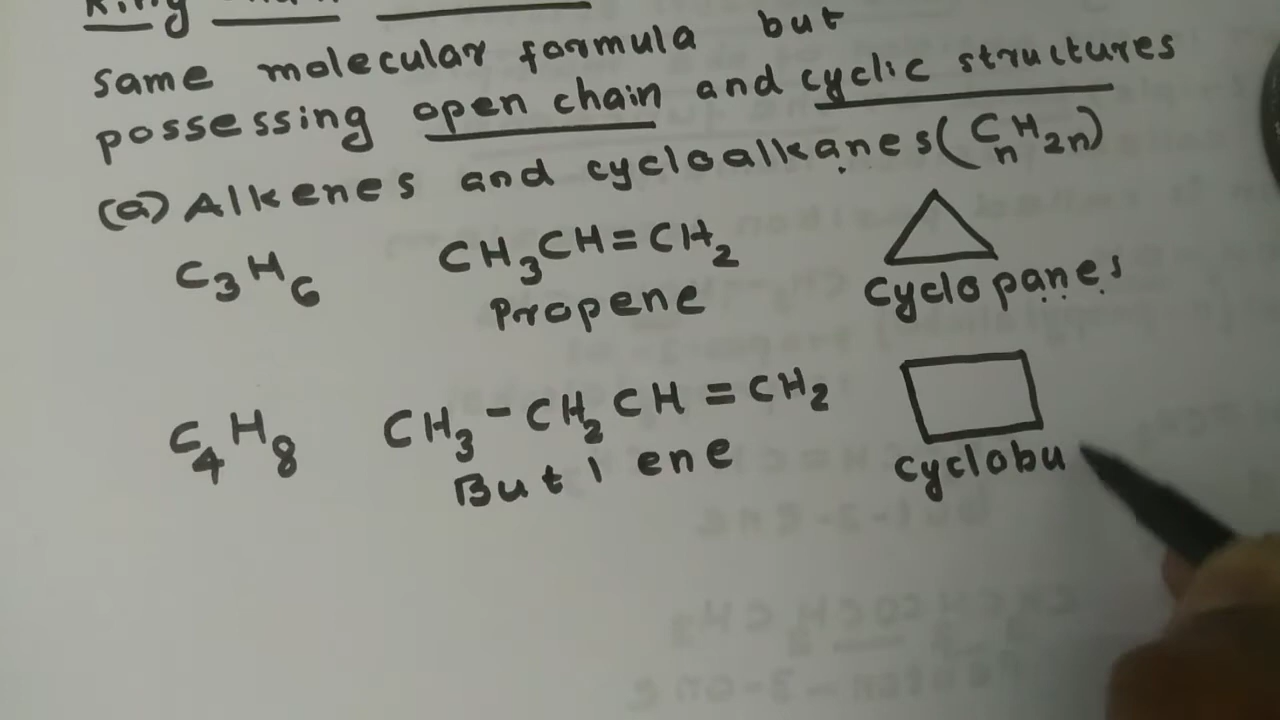 same molecular formula but
possessing open chain and cyclic structures
(a) Alkenes and cycloalkanes (CnH2n)
C3H6 CH3CH=CH2
Propene cyclopanes
C4H8 CH3-CH2CH=CH2
But 1 ene cyclobu